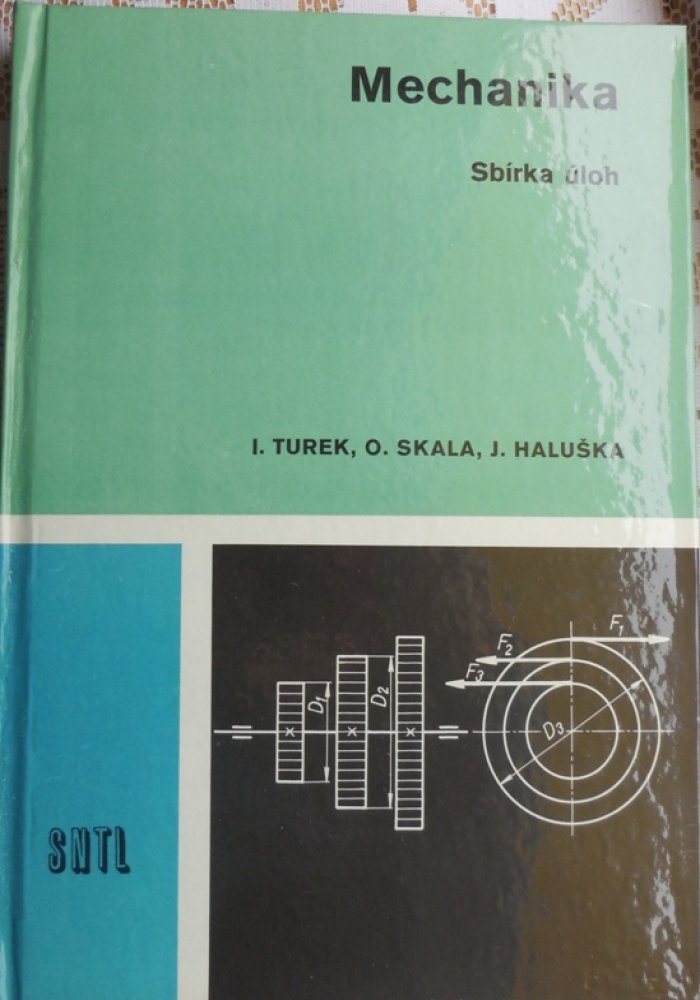 Mechanika
Sbírka úloh
I. TUREK, O. SKALA, J. HALUŠKA
F1
F2
F3
D1
D2
D3
SNTL